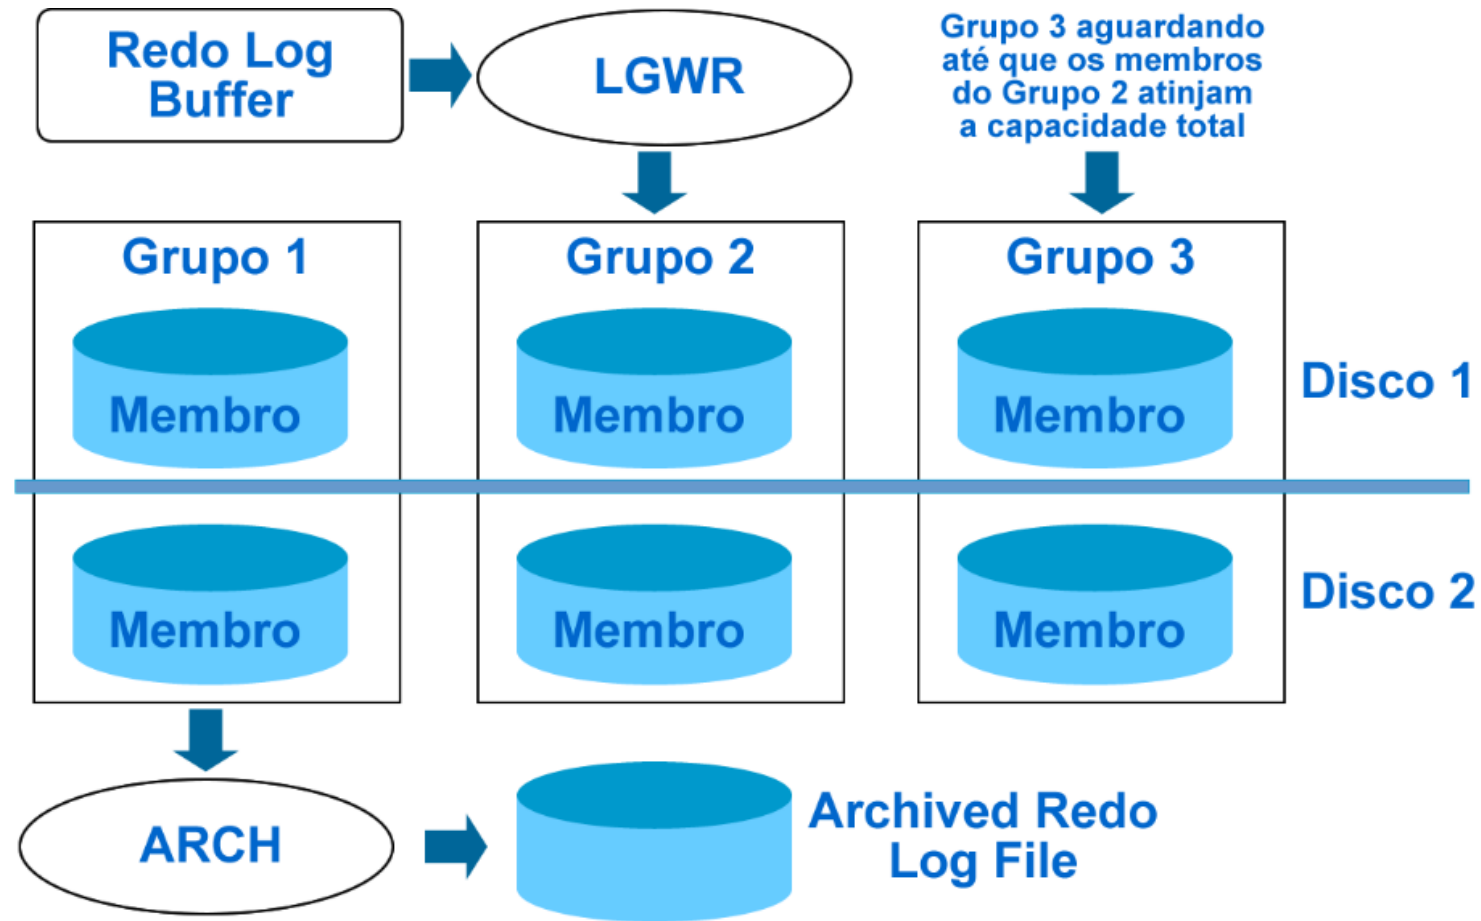 Redo Log
Buffer
LGWR
Grupo 3 aguardando
até que os membros
do Grupo 2 atinjam
a capacidade total
Grupo 1
Grupo 2
Grupo 3
Membro
Membro
Membro
Disco 1
Membro
Membro
Membro
Disco 2
ARCH
Archived Redo
Log File